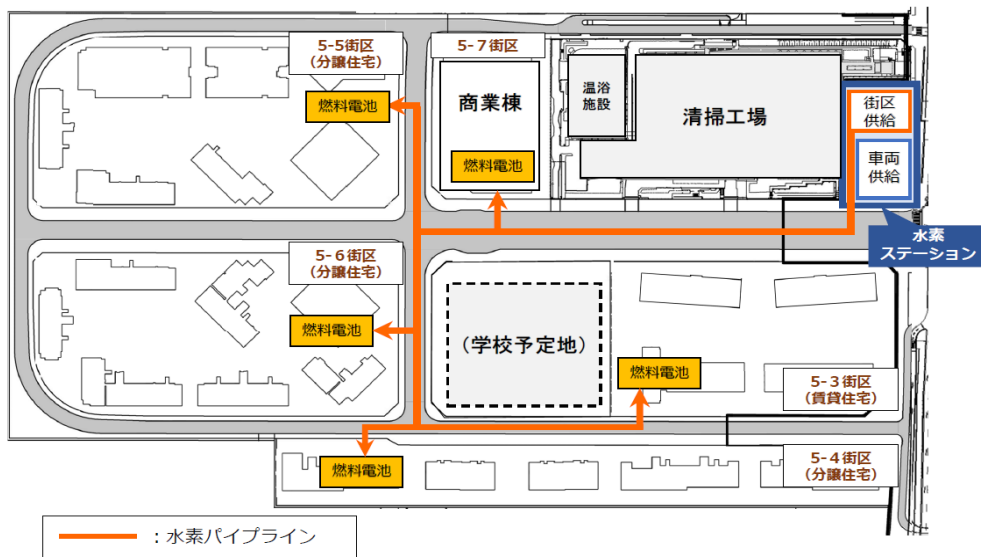 5-5街区
(分譲住宅)
燃料電池
5-7街区
商業棟
燃料電池
温浴
施設
清掃工場
街区
供給
車両
供給
水素
ステーション
5-6街区
(分譲住宅)
燃料電池
(学校予定地)
燃料電池
5-3街区
(賃貸住宅)
燃料電池
5-4街区
(分譲住宅)
:水素パイプライン